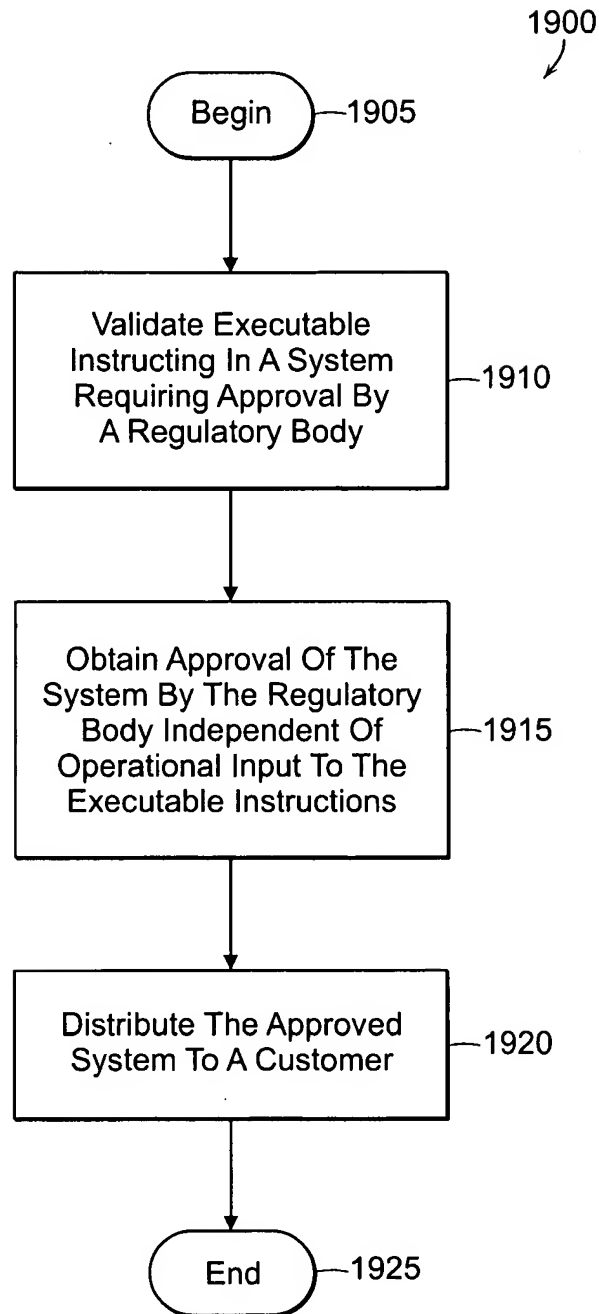 1900
Begin
1905
Validate Executable
Instructing In A System
Requiring Approval By
A Regulatory Body
1910
Obtain Approval Of The
System By The Regulatory
Body Independent Of
Operational Input To The
Executable Instructions
1915
Distribute The Approved
System To A Customer
1920
End
1925